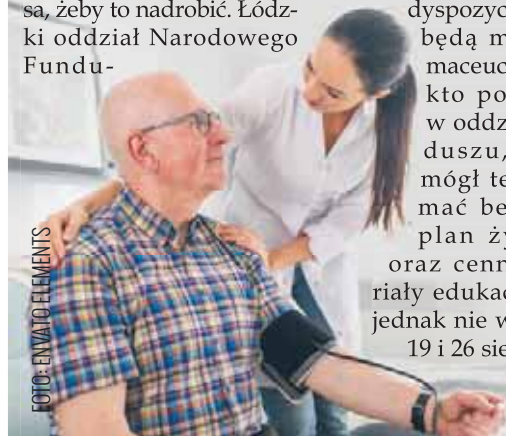 sa, żeby to nadrobić. Łódz-
ki oddział Narodowego
Fundu-
dyspozyc
będą m
maceuc
kto po
w oddz
duszu,
mógł te
mać be
plan ży
oraz cenn
riały edukac
jednak nie w
19 i 26 sie
FOTO: ENVATO ELEMENTS